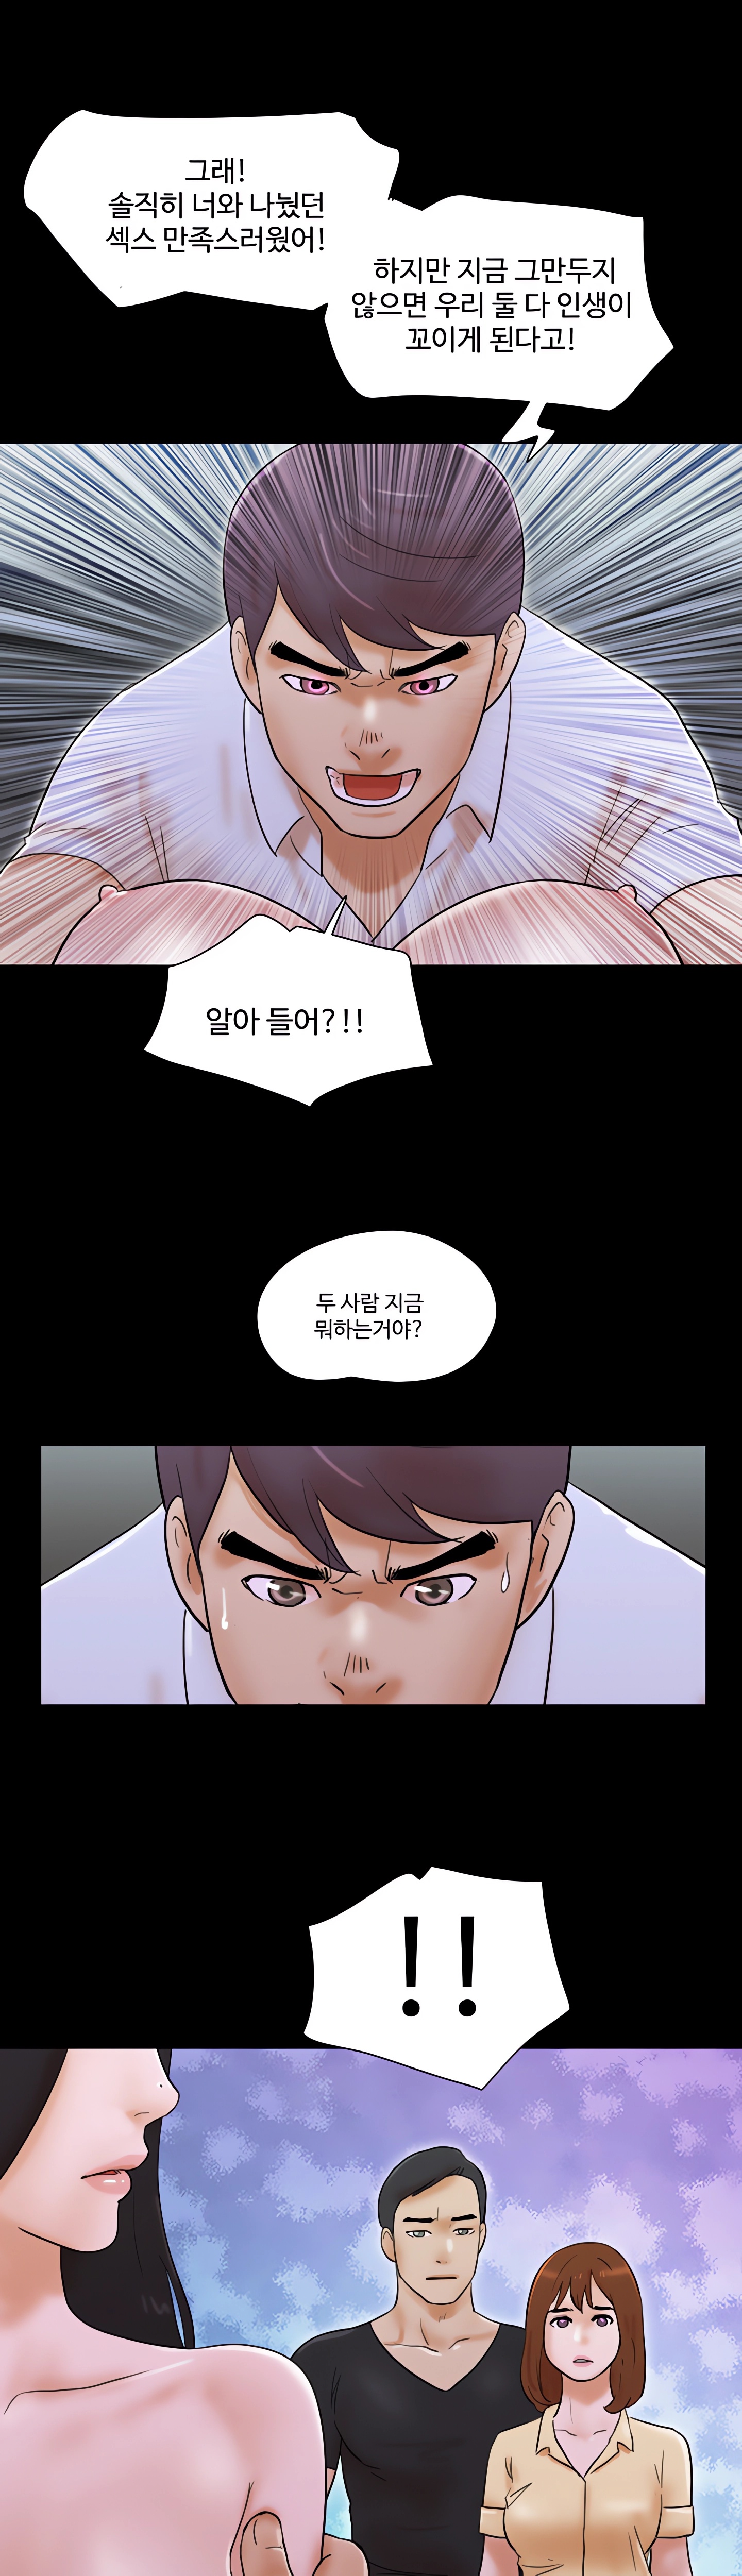 그래!
솔직히 너와 나눴던
섹스 만족스러웠어!
하지만 지금 그만두지
않으면 우리 둘 다 인생이
꼬이게 된다고!
알아 들어?!!
두 사람 지금
뭐하는거야?
!!